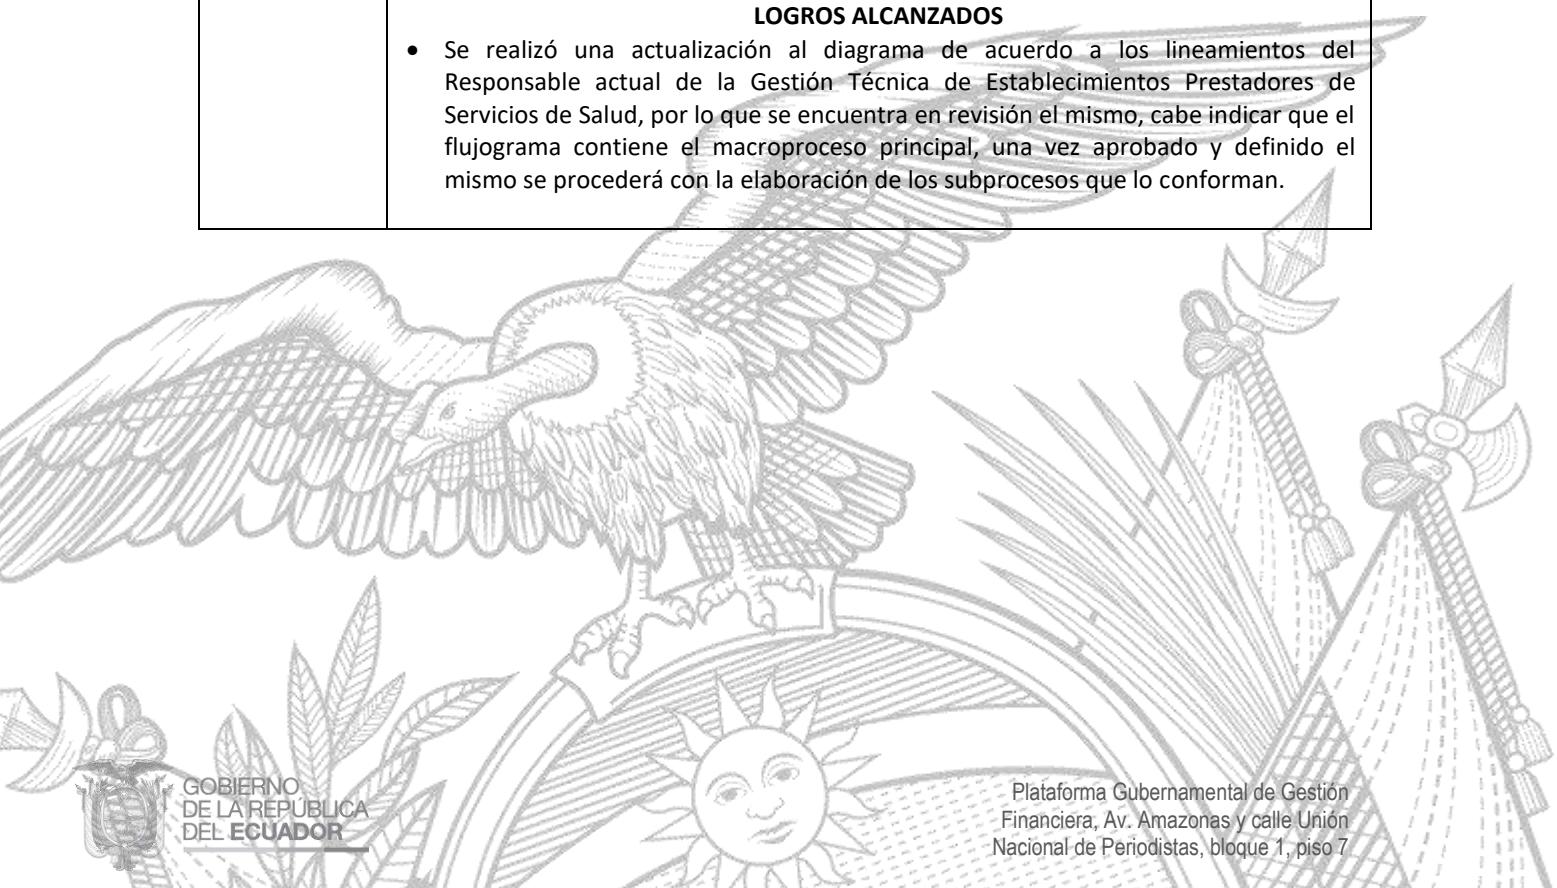 LOGROS ALCANZADOS
• Se realizó una actualización al diagrama de acuerdo a los lineamientos del
Responsable actual de la Gestión Técnica de Establecimientos Prestadores de
Servicios de Salud, por lo que se encuentra en revisión el mismo, cabe indicar que el
flujograma contiene el macroproceso principal, una vez aprobado y definido el
mismo se procederá con la elaboración de los subprocesos que lo conforman.
GOBIERNO
DE LA REPÚBLICA
DEL ECUADOR
Plataforma Gubernamental de Gestión
Financiera, Av. Amazonas y calle Unión
Nacional de Periodistas, bloque 1, piso 7